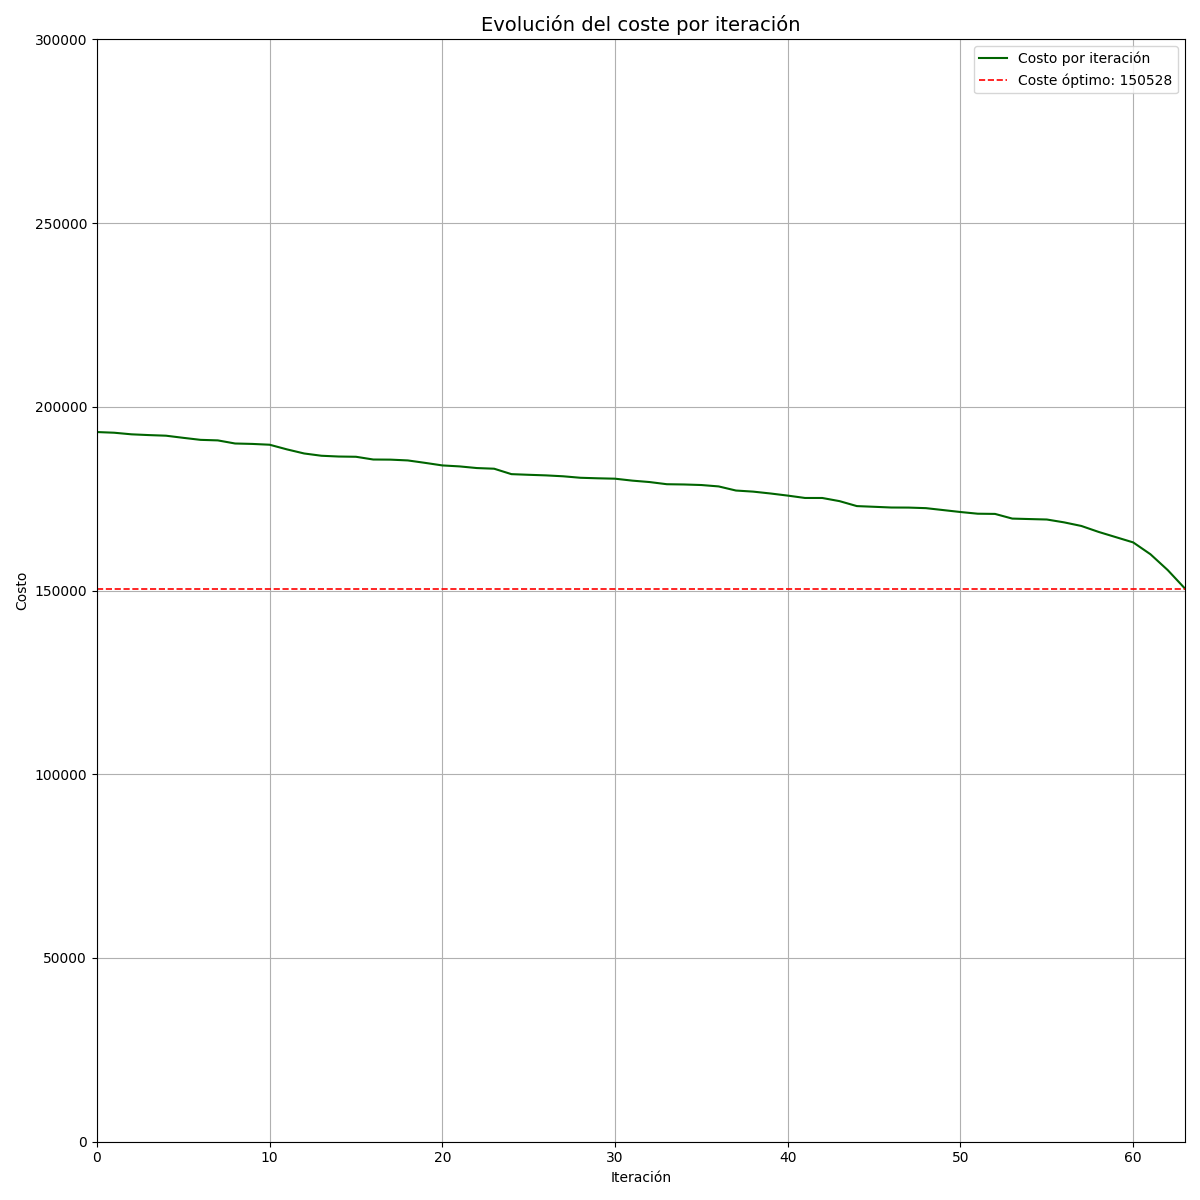 Evolución del coste por iteración
300000
250000
200000
150000
100000
50000
0
Costo
Costo por iteración
Coste óptimo: 150528
0 10 20 30 40 50 60
Iteración